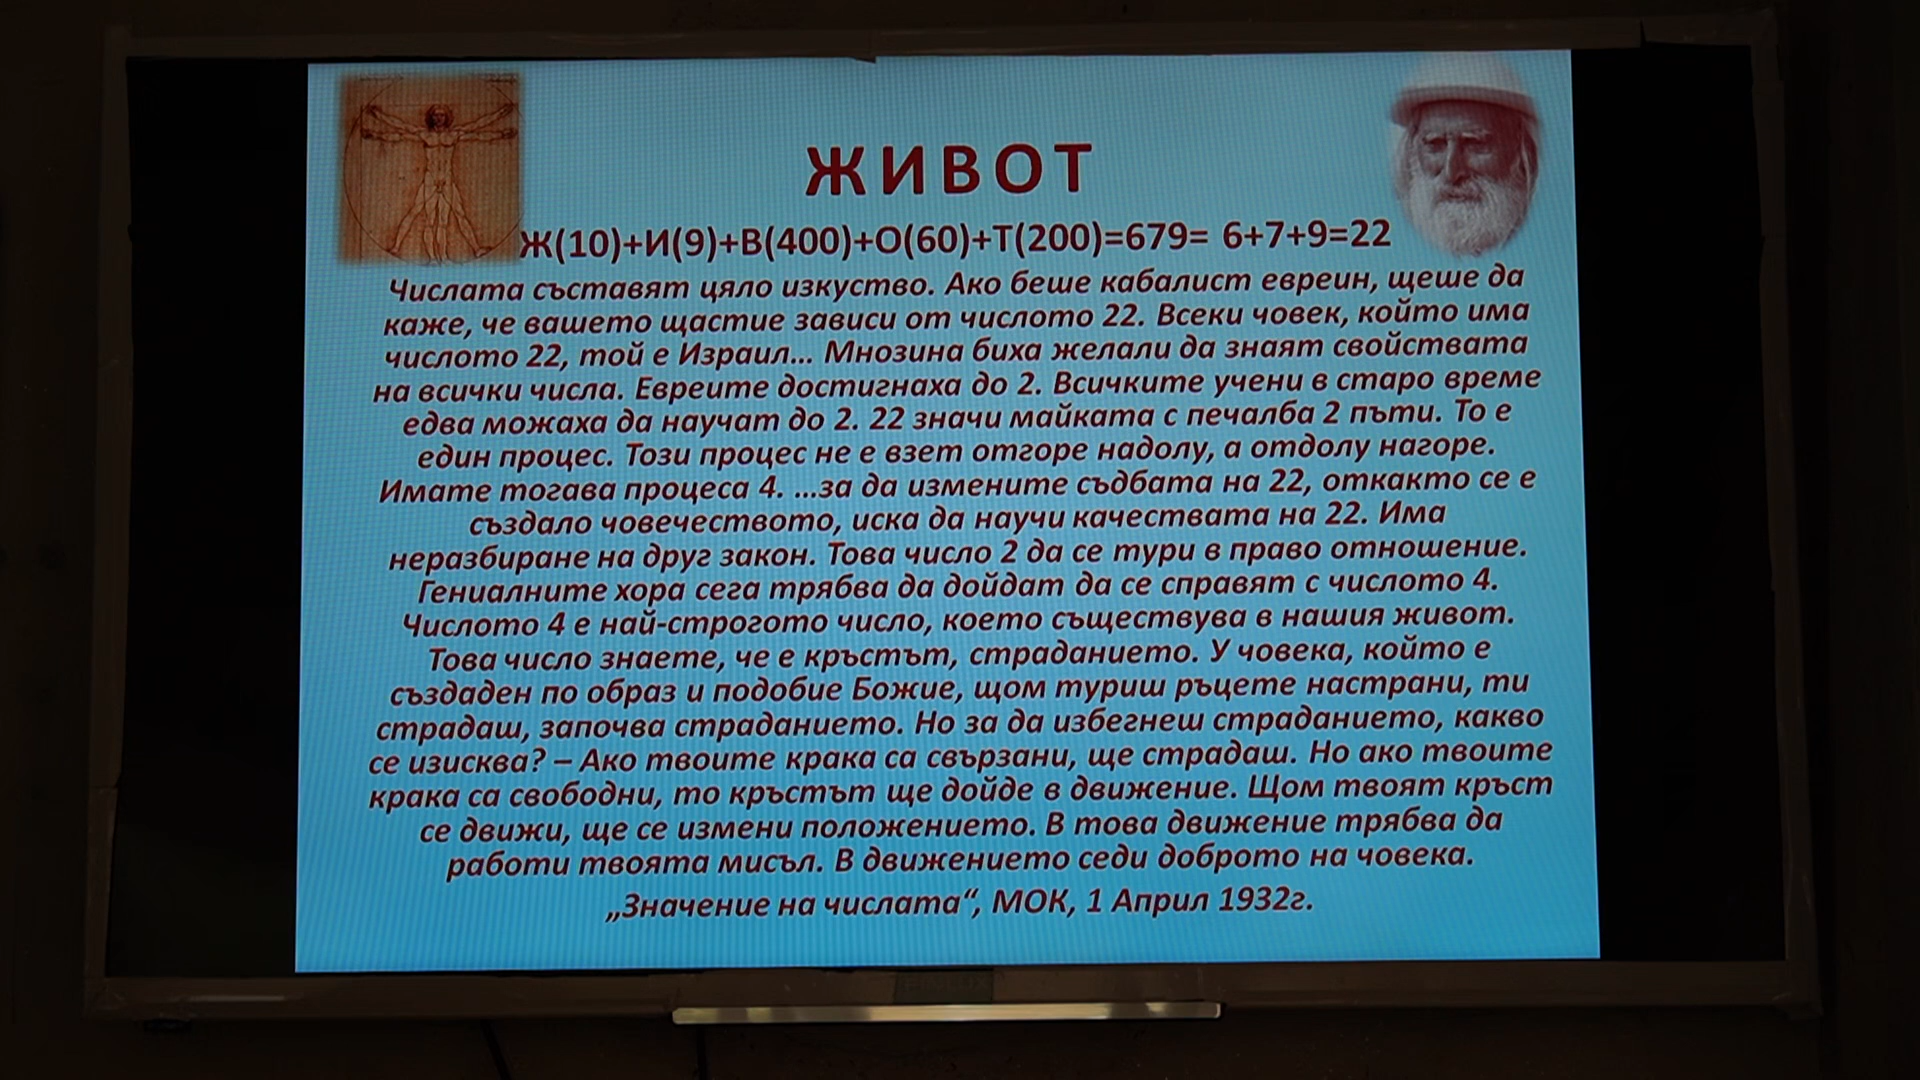 ЖИВОТ
Ж(10)+И(9)+В(400)+О(60)+Т(200)=679= 6+7+9=22
Числата съставят цяло изкуство. Ако беше кабалист евреин, щеше да
каже, че вашето щастие зависи от числото 22. Всеки човек, който има
числото 22, той е Израил... Мнозина биха желали да знаят свойствата
на всички числа. Евреите достигнаха до 2. Всичките учени в старо време
едва можаха да научат до 2. 22 значи майката с печалба 2 пъти. То е
един процес. Този процес не е взет отгоре надолу, а отдолу нагоре.
Имате тогава процеса 4. ...за да измените съдбата на 22, откакто се е
създало човечеството, иска да научи качествата на 22. Има
неразбиране на друг закон. Това число 2 да се тури в право отношение.
Гениалните хора сега трябва да дойдат да се справят с числото 4.
Числото 4 е най-строгото число, което съществува в нашия живот.
Това число знаете, че е кръстът, страданието. У човека, който е
създаден по образ и подобие Божие, щом туриш ръцете настрани, ти
страдаш, започва страданието. Но за да избегнеш страданието, какво
се изисква? – Ако твоите крака са свързани, ще страдаш. Но ако твоите
крака са свободни, то кръстът ще дойде в движение. Щом твоят кръст
се движи, ще се измени положението. В това движение трябва да
работи твоята мисъл. В движението седи доброто на човека.
„Значение на числата“, МОК, 1 Април 1932г.